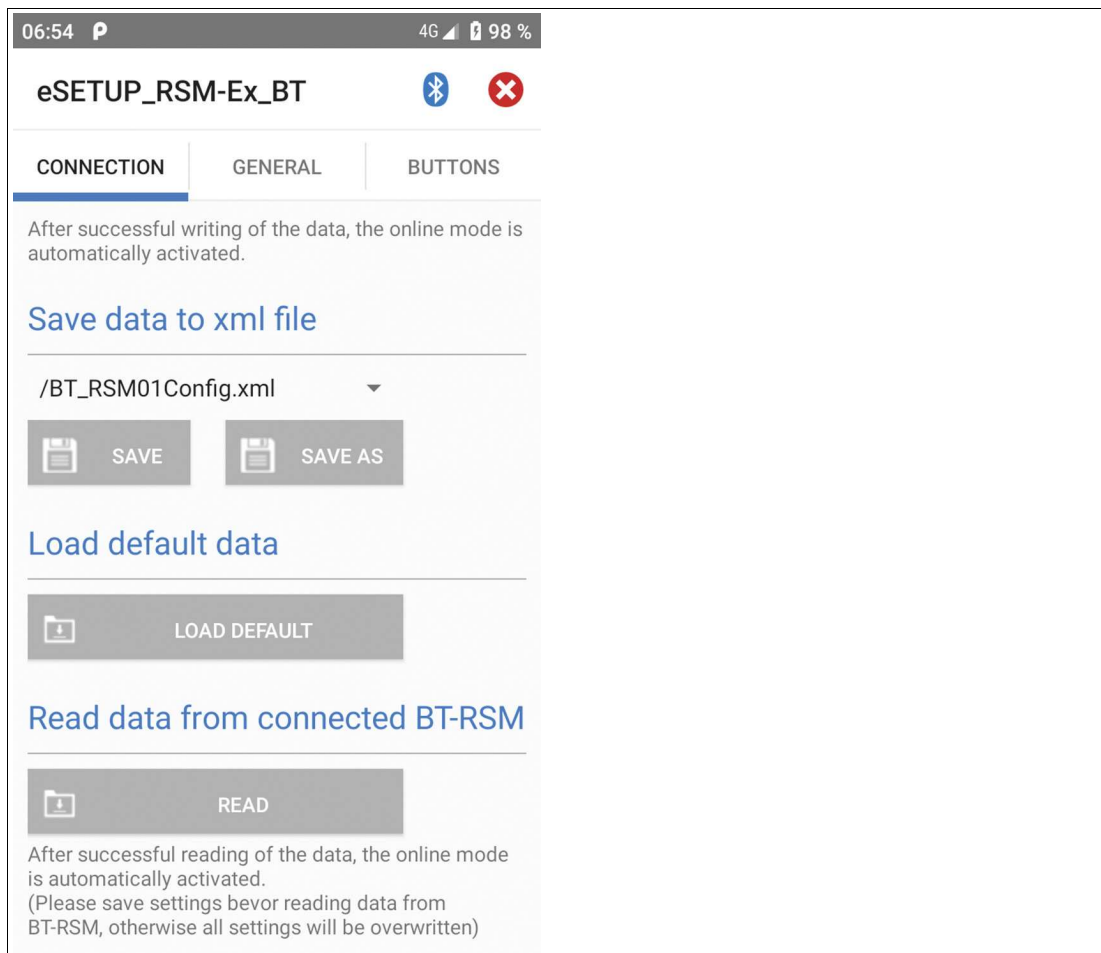 06:54 P 4G 98 %
eSETUP_RSM-Ex_BT
CONNECTION GENERAL BUTTONS
After successful writing of the data, the online mode is
automatically activated.
Save data to xml file
/BT_RSM01Config.xml
SAVE SAVE AS
Load default data
LOAD DEFAULT
Read data from connected BT-RSM
READ
After successful reading of the data, the online mode
is automatically activated.
(Please save settings bevor reading data from
BT-RSM, otherwise all settings will be overwritten)